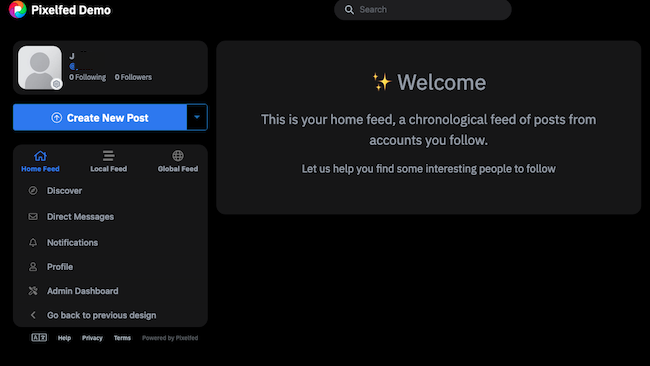 Pixelfed Demo
Search
J
0 Following 0 Followers
Create New Post
Home Feed Local Feed Global Feed
Discover
Direct Messages
Notifications
Profile
Admin Dashboard
Go back to previous design
Help Privacy Terms Powered by Pixelfed
✨ Welcome
This is your home feed, a chronological feed of posts from
accounts you follow.
Let us help you find some interesting people to follow